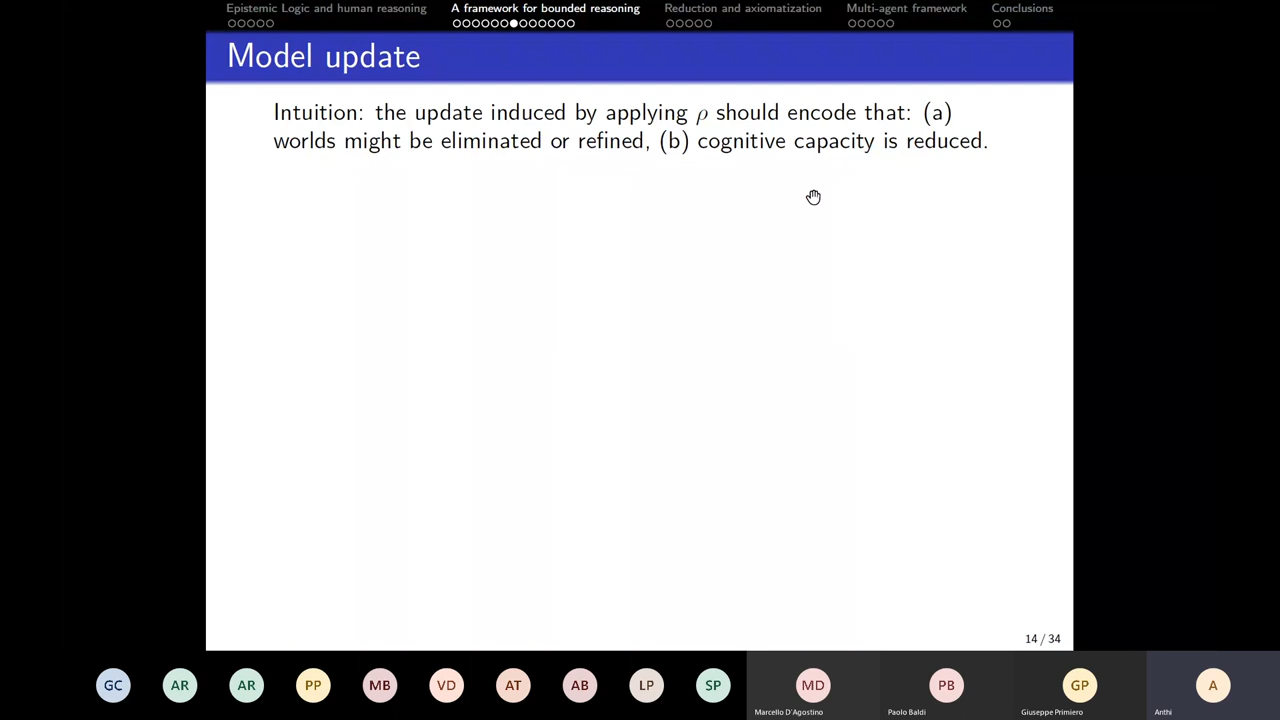 Epistemic Logic and human reasoning A framework for bounded reasoning Reduction and axiomatization Multi-agent framework Conclusions
Model update
Intuition: the update induced by applying ρ should encode that: (a)
worlds might be eliminated or refined, (b) cognitive capacity is reduced.
14 / 34
GC AR AR PP MB VD AT AB LP SP MD PB GP A
Marcello D'Agostino Paolo Baldi Giuseppe Primiero Anthi